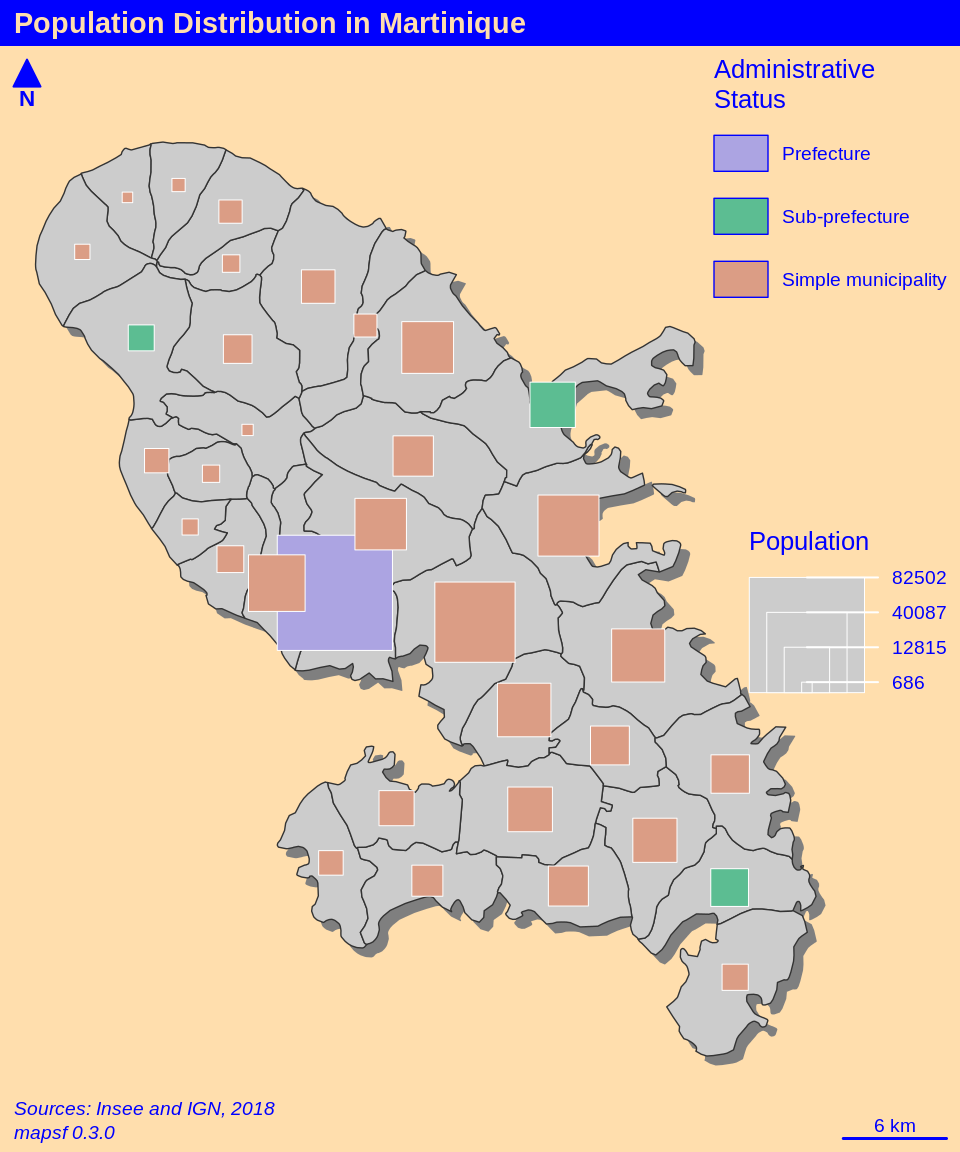 Population Distribution in Martinique
N
Administrative
Status
Prefecture
Sub-prefecture
Simple municipality
Population
82502
40087
12815
686
Sources: Insee and IGN, 2018
mapsf 0.3.0
6 km